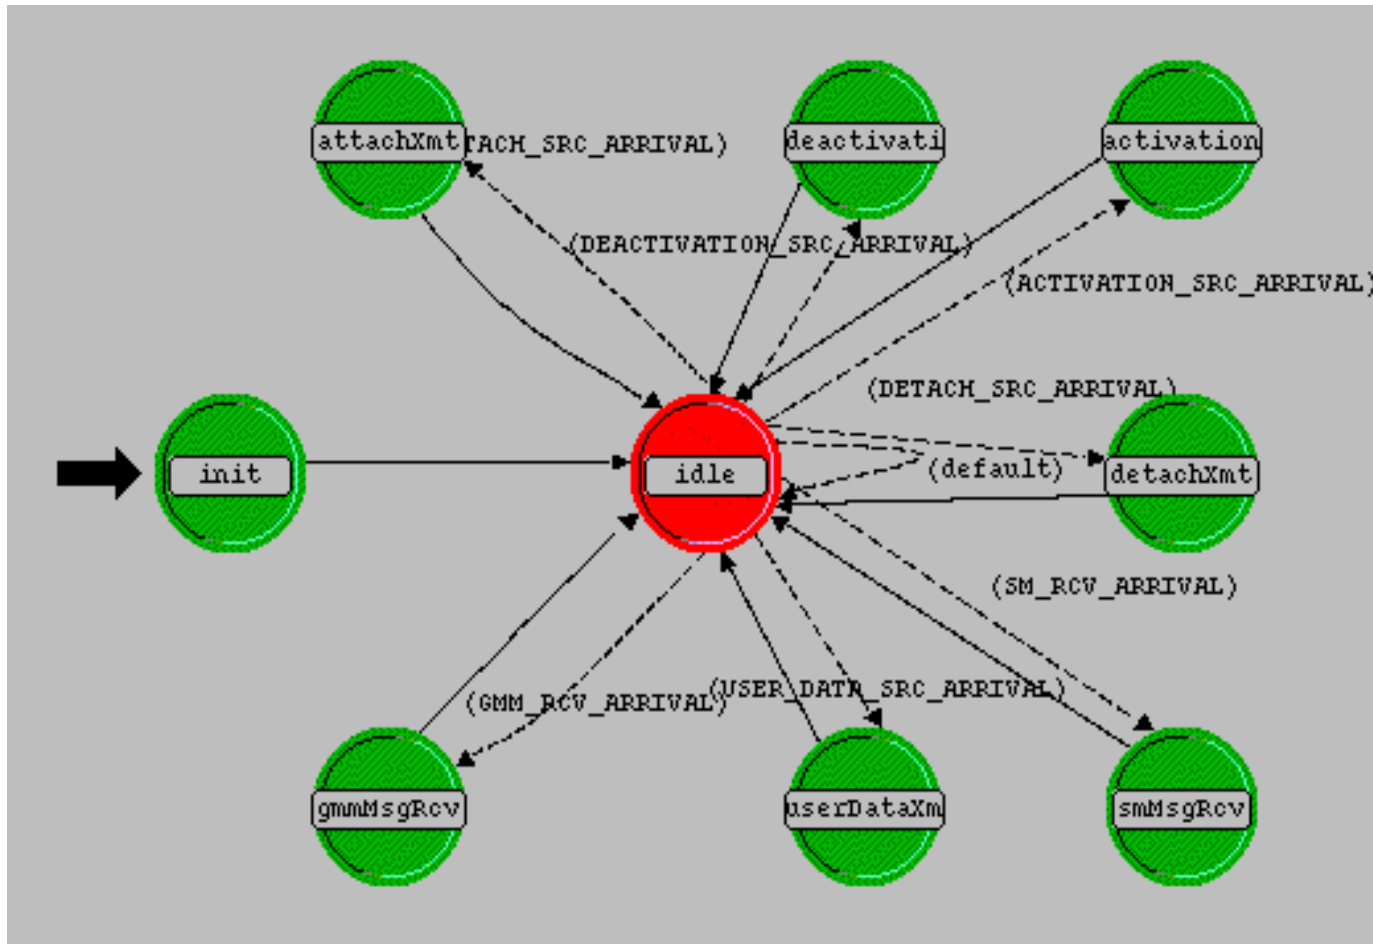 attachXmt
TACH_SRC_ARRIVAL)
deactivati
activation
(DEACTIVATION_SRC_ARRIVAL)
(ACTIVATION_SRC_ARRIVAL)
(DETACH_SRC_ARRIVAL)
init
idle
(default)
detachXmt
(SM_RCV_ARRIVAL)
(GMM_RCV_ARRIVAL)
(USER_DATA_SRC_ARRIVAL)
gmmMsgRcv
userDataXm
smMsgRcv